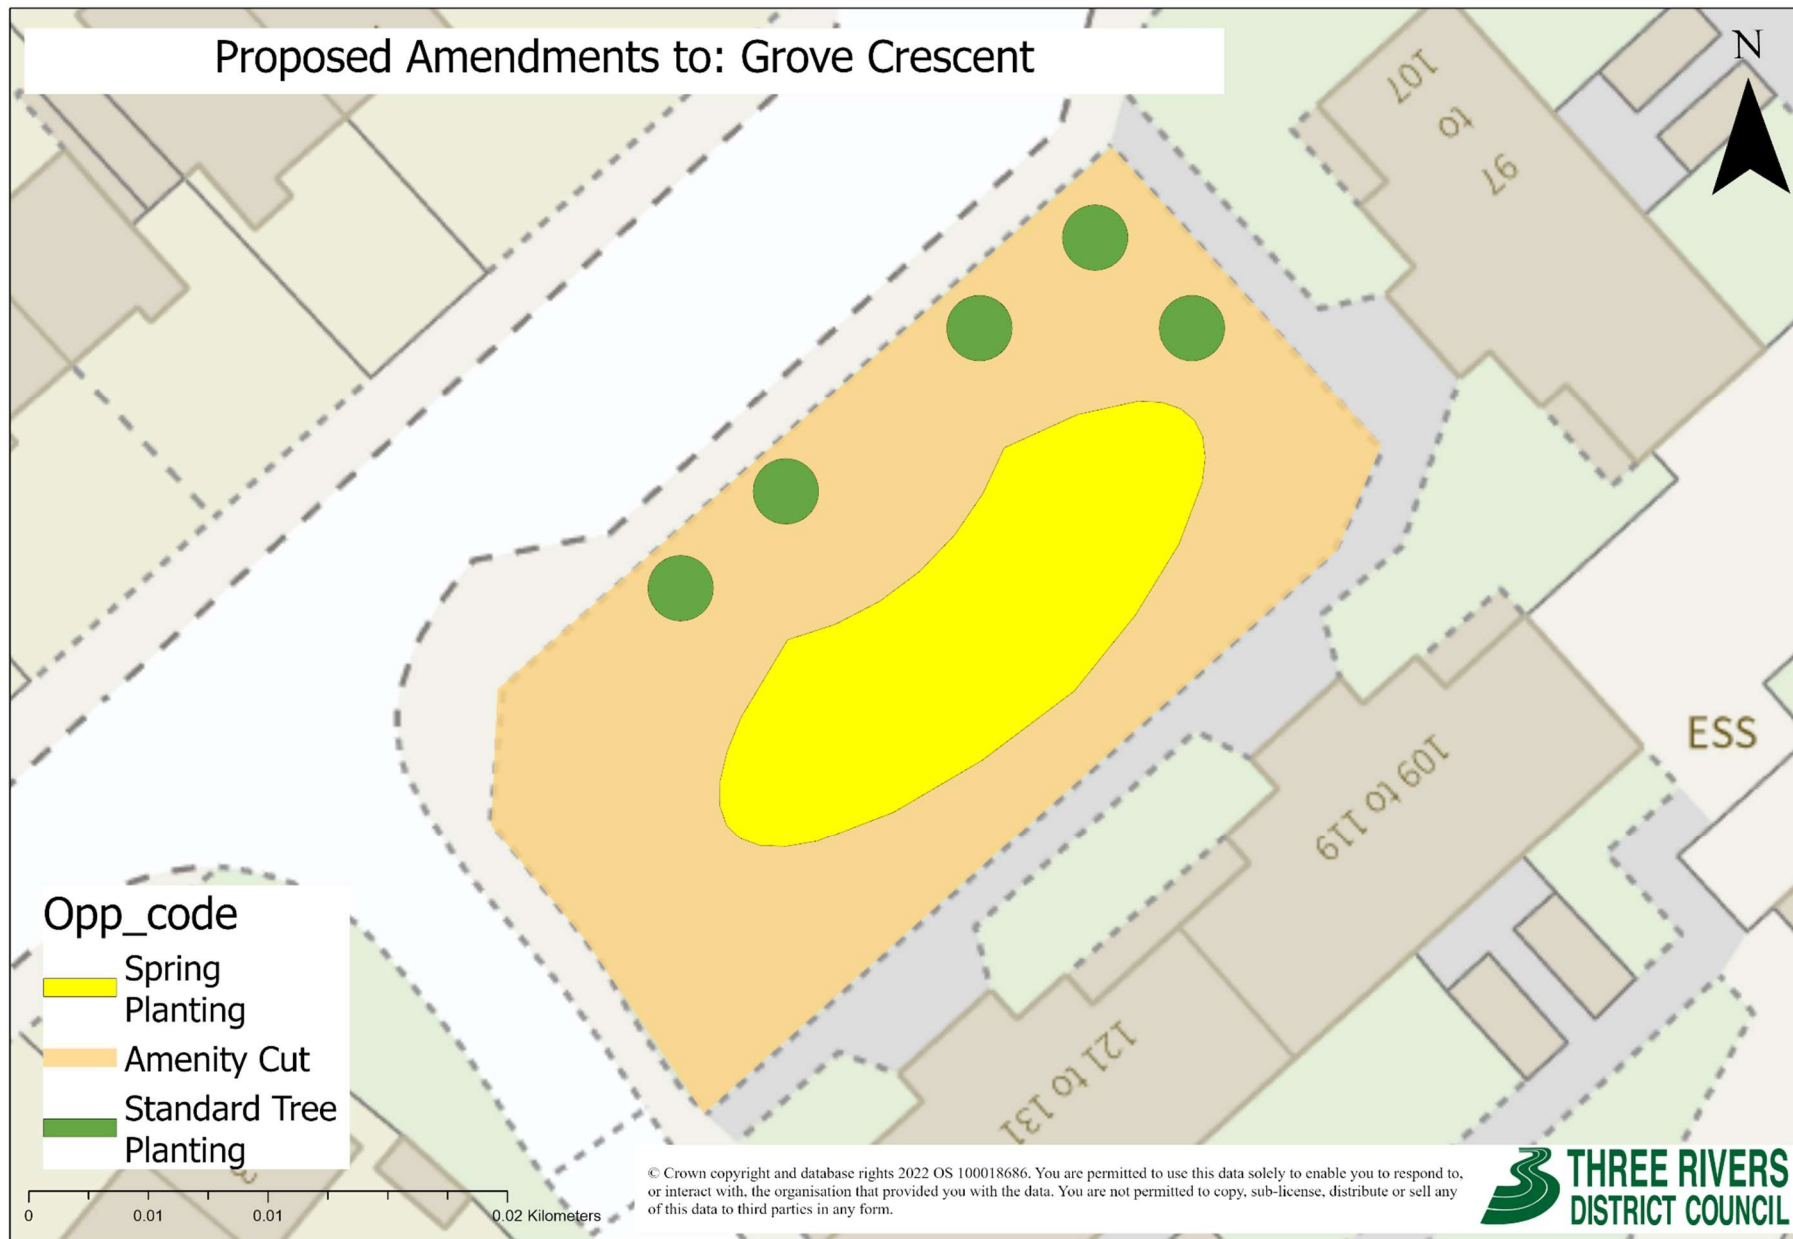 Proposed Amendments to: Grove Crescent
N
107
to
97
ESS
109 to 119
121 to 131
Opp_code
Spring
Planting
Amenity Cut
Standard Tree
Planting
0
0.01
0.01
0.02 Kilometers
© Crown copyright and database rights 2022 OS 100018686. You are permitted to use this data solely to enable you to respond to,
or interact with, the organisation that provided you with the data. You are not permitted to copy, sub-license, distribute or sell any
of this data to third parties in any form.
THREE RIVERS
DISTRICT COUNCIL